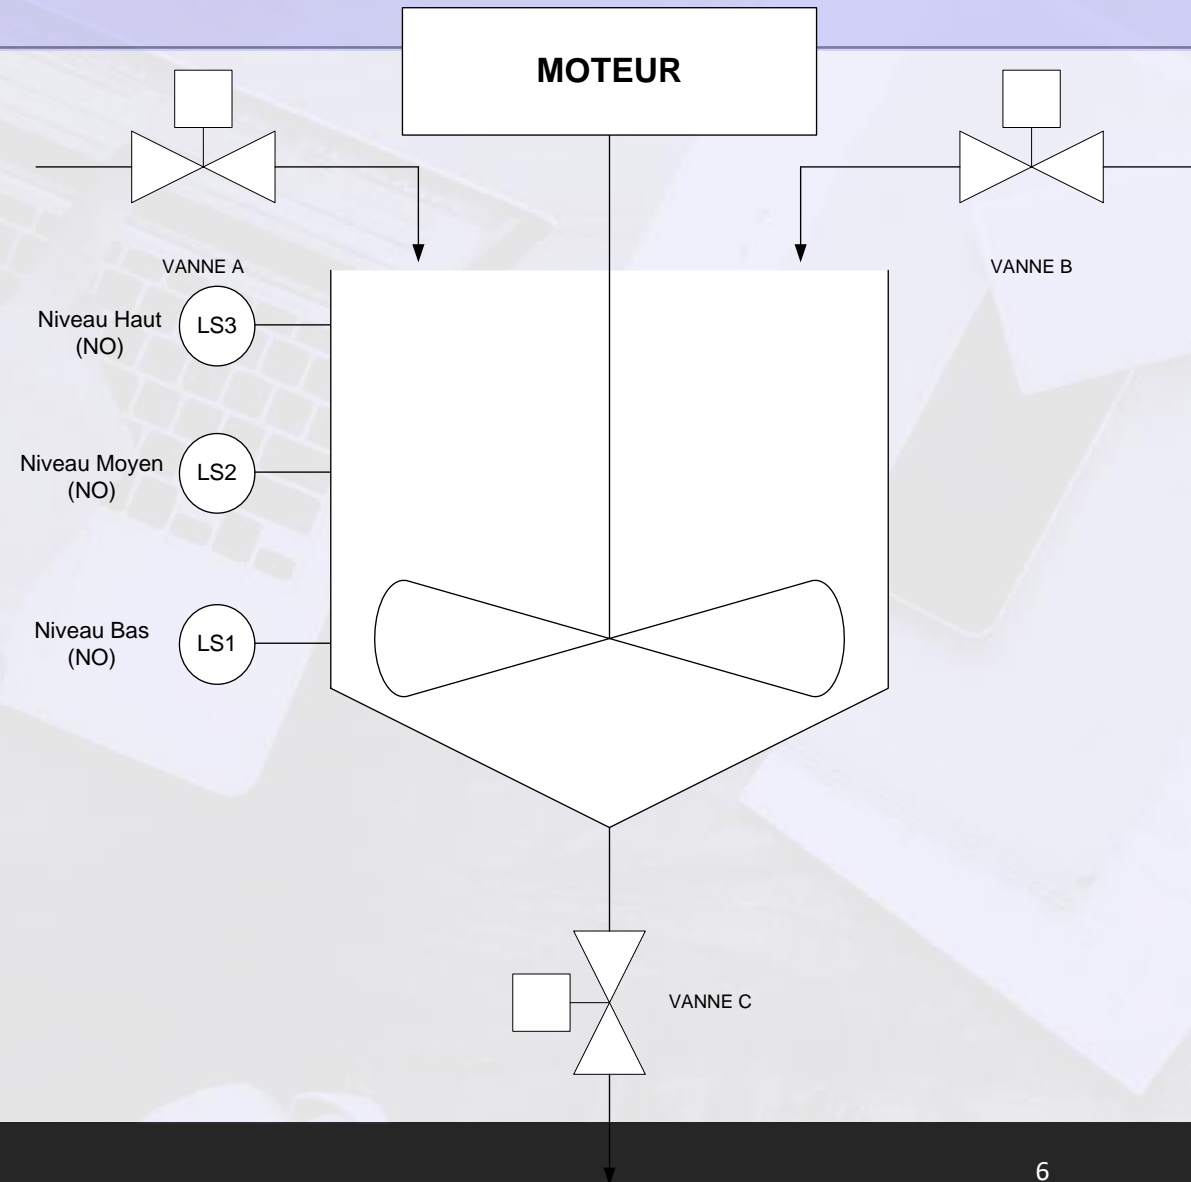 MOTEUR
VANNE A
VANNE B
Niveau Haut
(NO)
LS3
Niveau Moyen
(NO)
LS2
Niveau Bas
(NO)
LS1
VANNE C
6